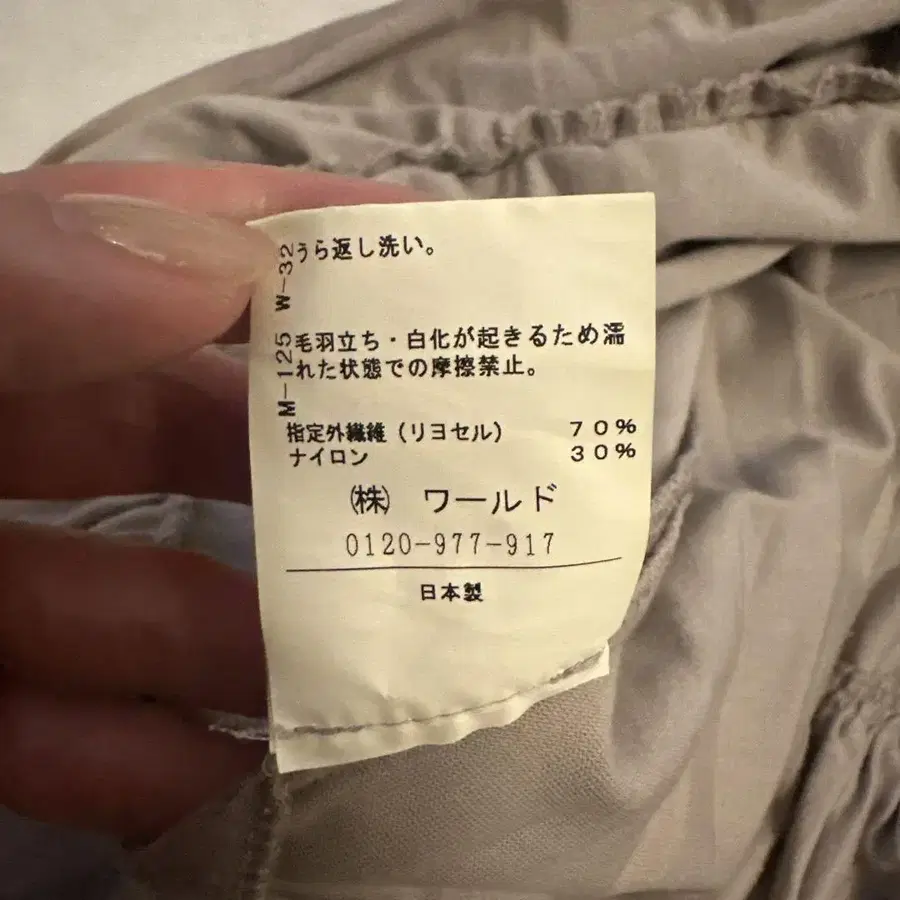 うら返し洗い。
毛羽立ち・白化が起きるため濡
れた状態での摩擦禁止。
M-125 W-32
指定外繊維（リヨセル） 70%
ナイロン 30%
㈱ ワールド
0120-977-917
日本製